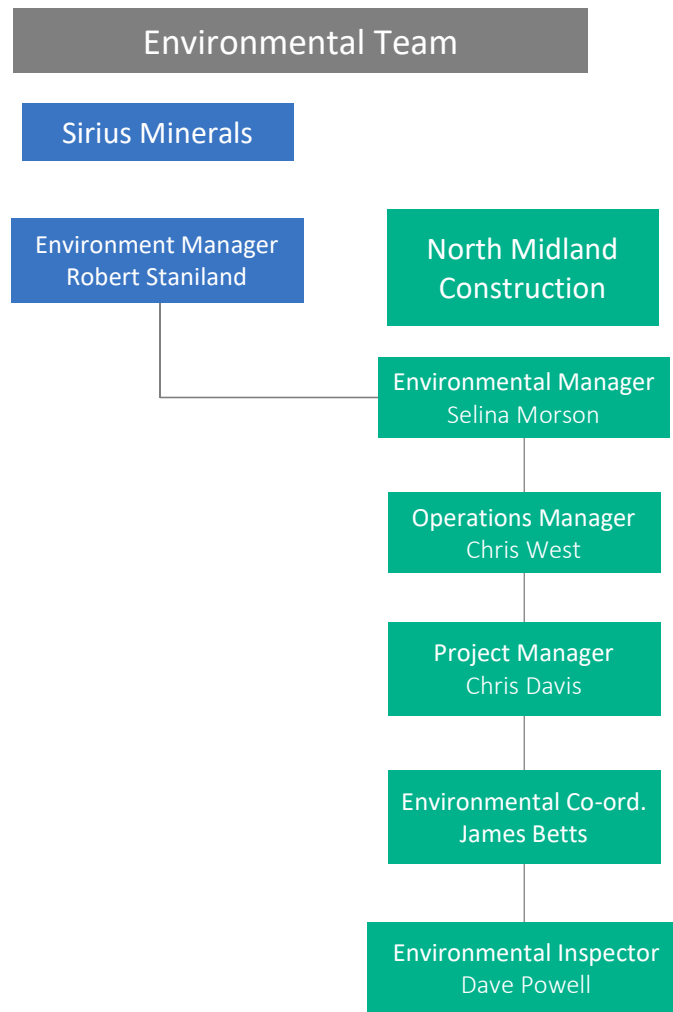 Environmental Team
Sirius Minerals
Environment Manager
Robert Staniland
North Midland
Construction
Environmental Manager
Selina Morson
Operations Manager
Chris West
Project Manager
Chris Davis
Environmental Co-ord.
James Betts
Environmental Inspector
Dave Powell